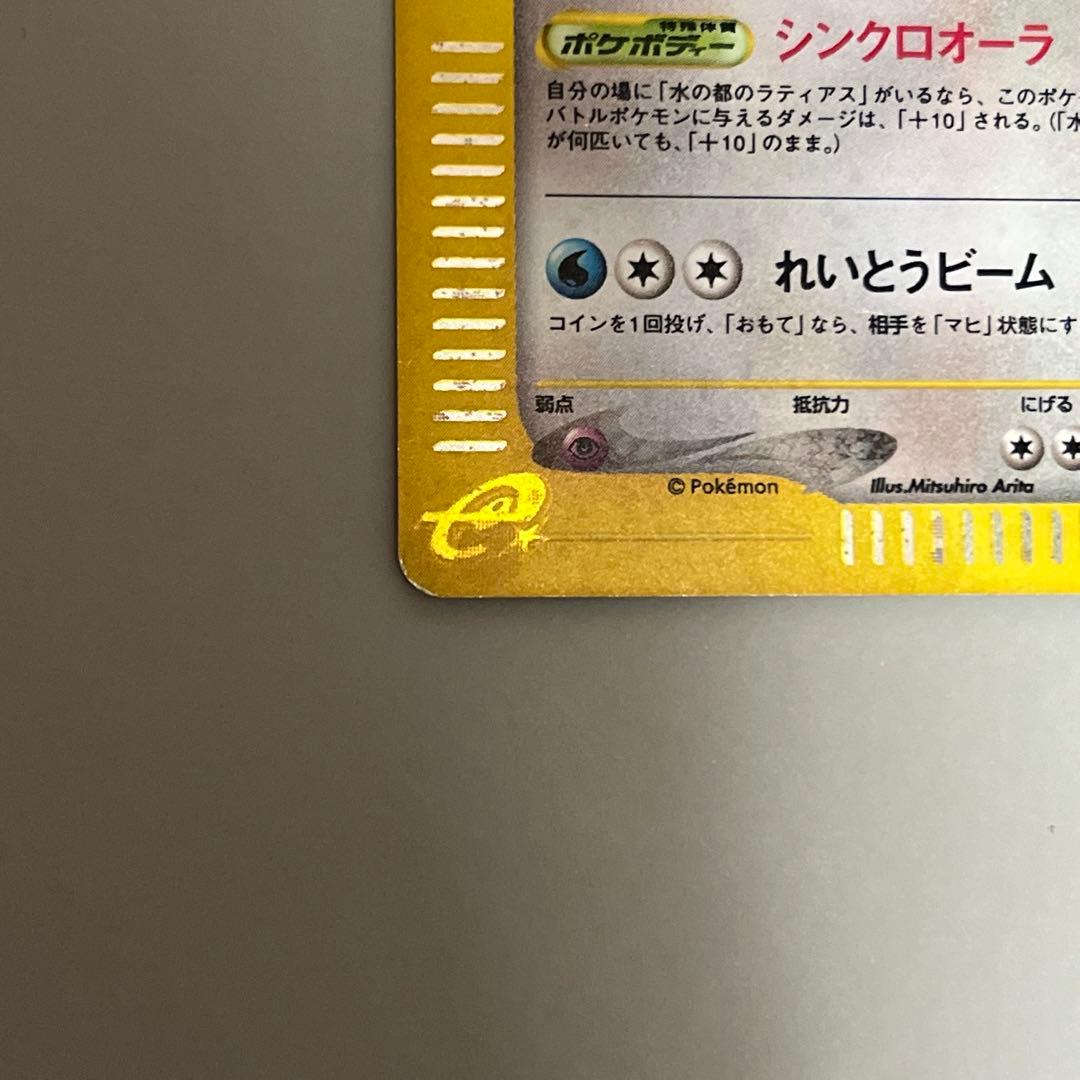 特殊体質
ポケボディー シンクロオーラ
自分の場に「水の都のラティアス」がいるなら、このポケ
バトルポケモンに与えるダメージは、「＋10」される。（「水
が何匹いても、「＋10」のまま。）
れいとうビーム
コインを1回投げ、「おもて」なら、相手を「マヒ」状態にす
弱点 抵抗力 にげる
© Pokémon Illus.Mitsuhiro Arita
e